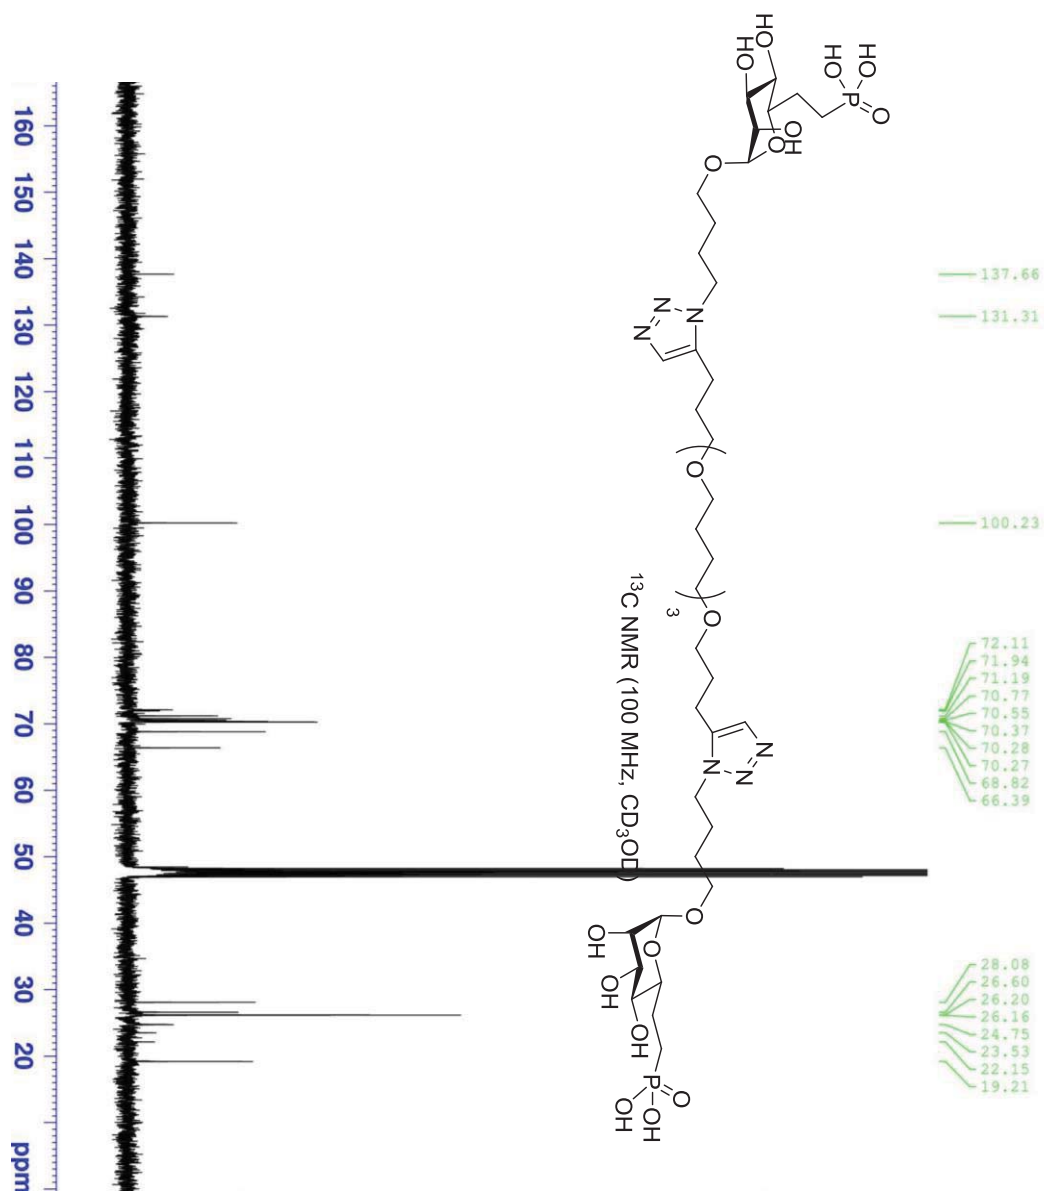 HO
HO
HO
HO
P
O
OH
O
O
N
N
N
O
3
O
N
N
N
O
O
OH
OH
OH
P
O
OH
OH
¹³C NMR (100 MHz, CD₃OD)
137.66
131.31
100.23
72.11
71.94
71.19
70.77
70.55
70.37
70.28
70.27
68.82
66.39
28.08
26.60
26.20
26.16
24.75
23.53
22.15
19.21
160 150 140 130 120 110 100 90 80 70 60 50 40 30 20 ppm